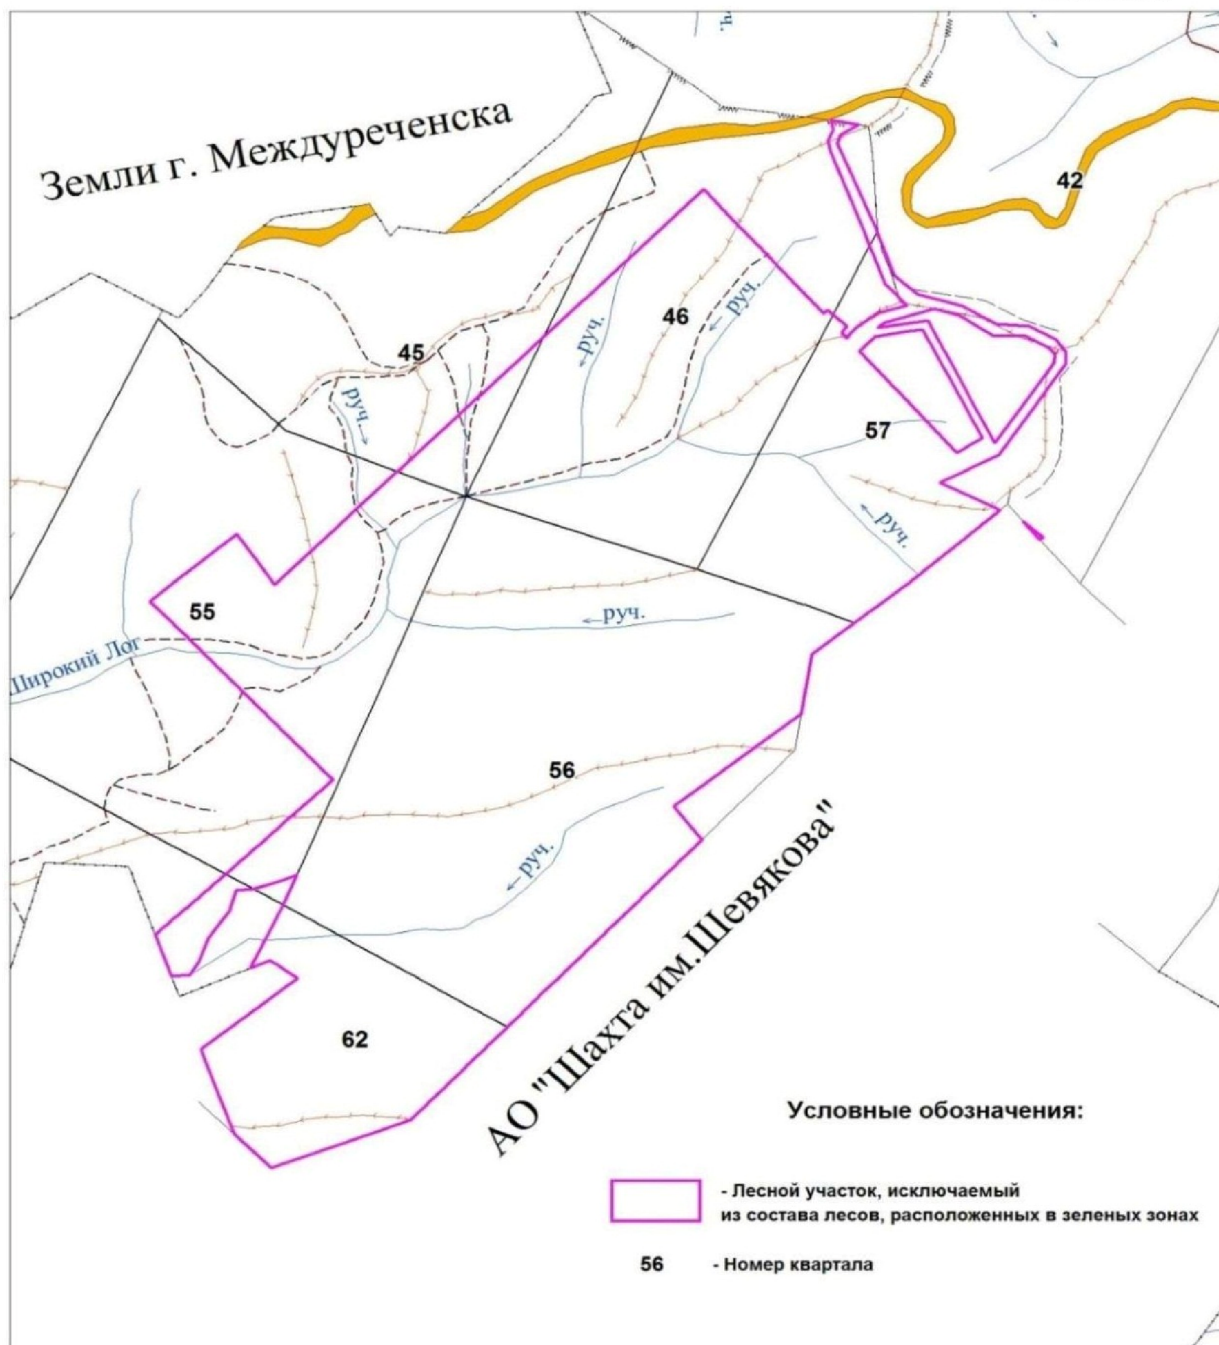 руч.
Земли г. Междуреченска
42
46
руч.
руч.
45
руч.
57
руч.
55
руч.
Широкий Лог
56
руч.
АО "Шахта им.Шевякова"
62
Условные обозначения:
- Лесной участок, исключаемый
из состава лесов, расположенных в зеленых зонах
56 - Номер квартала